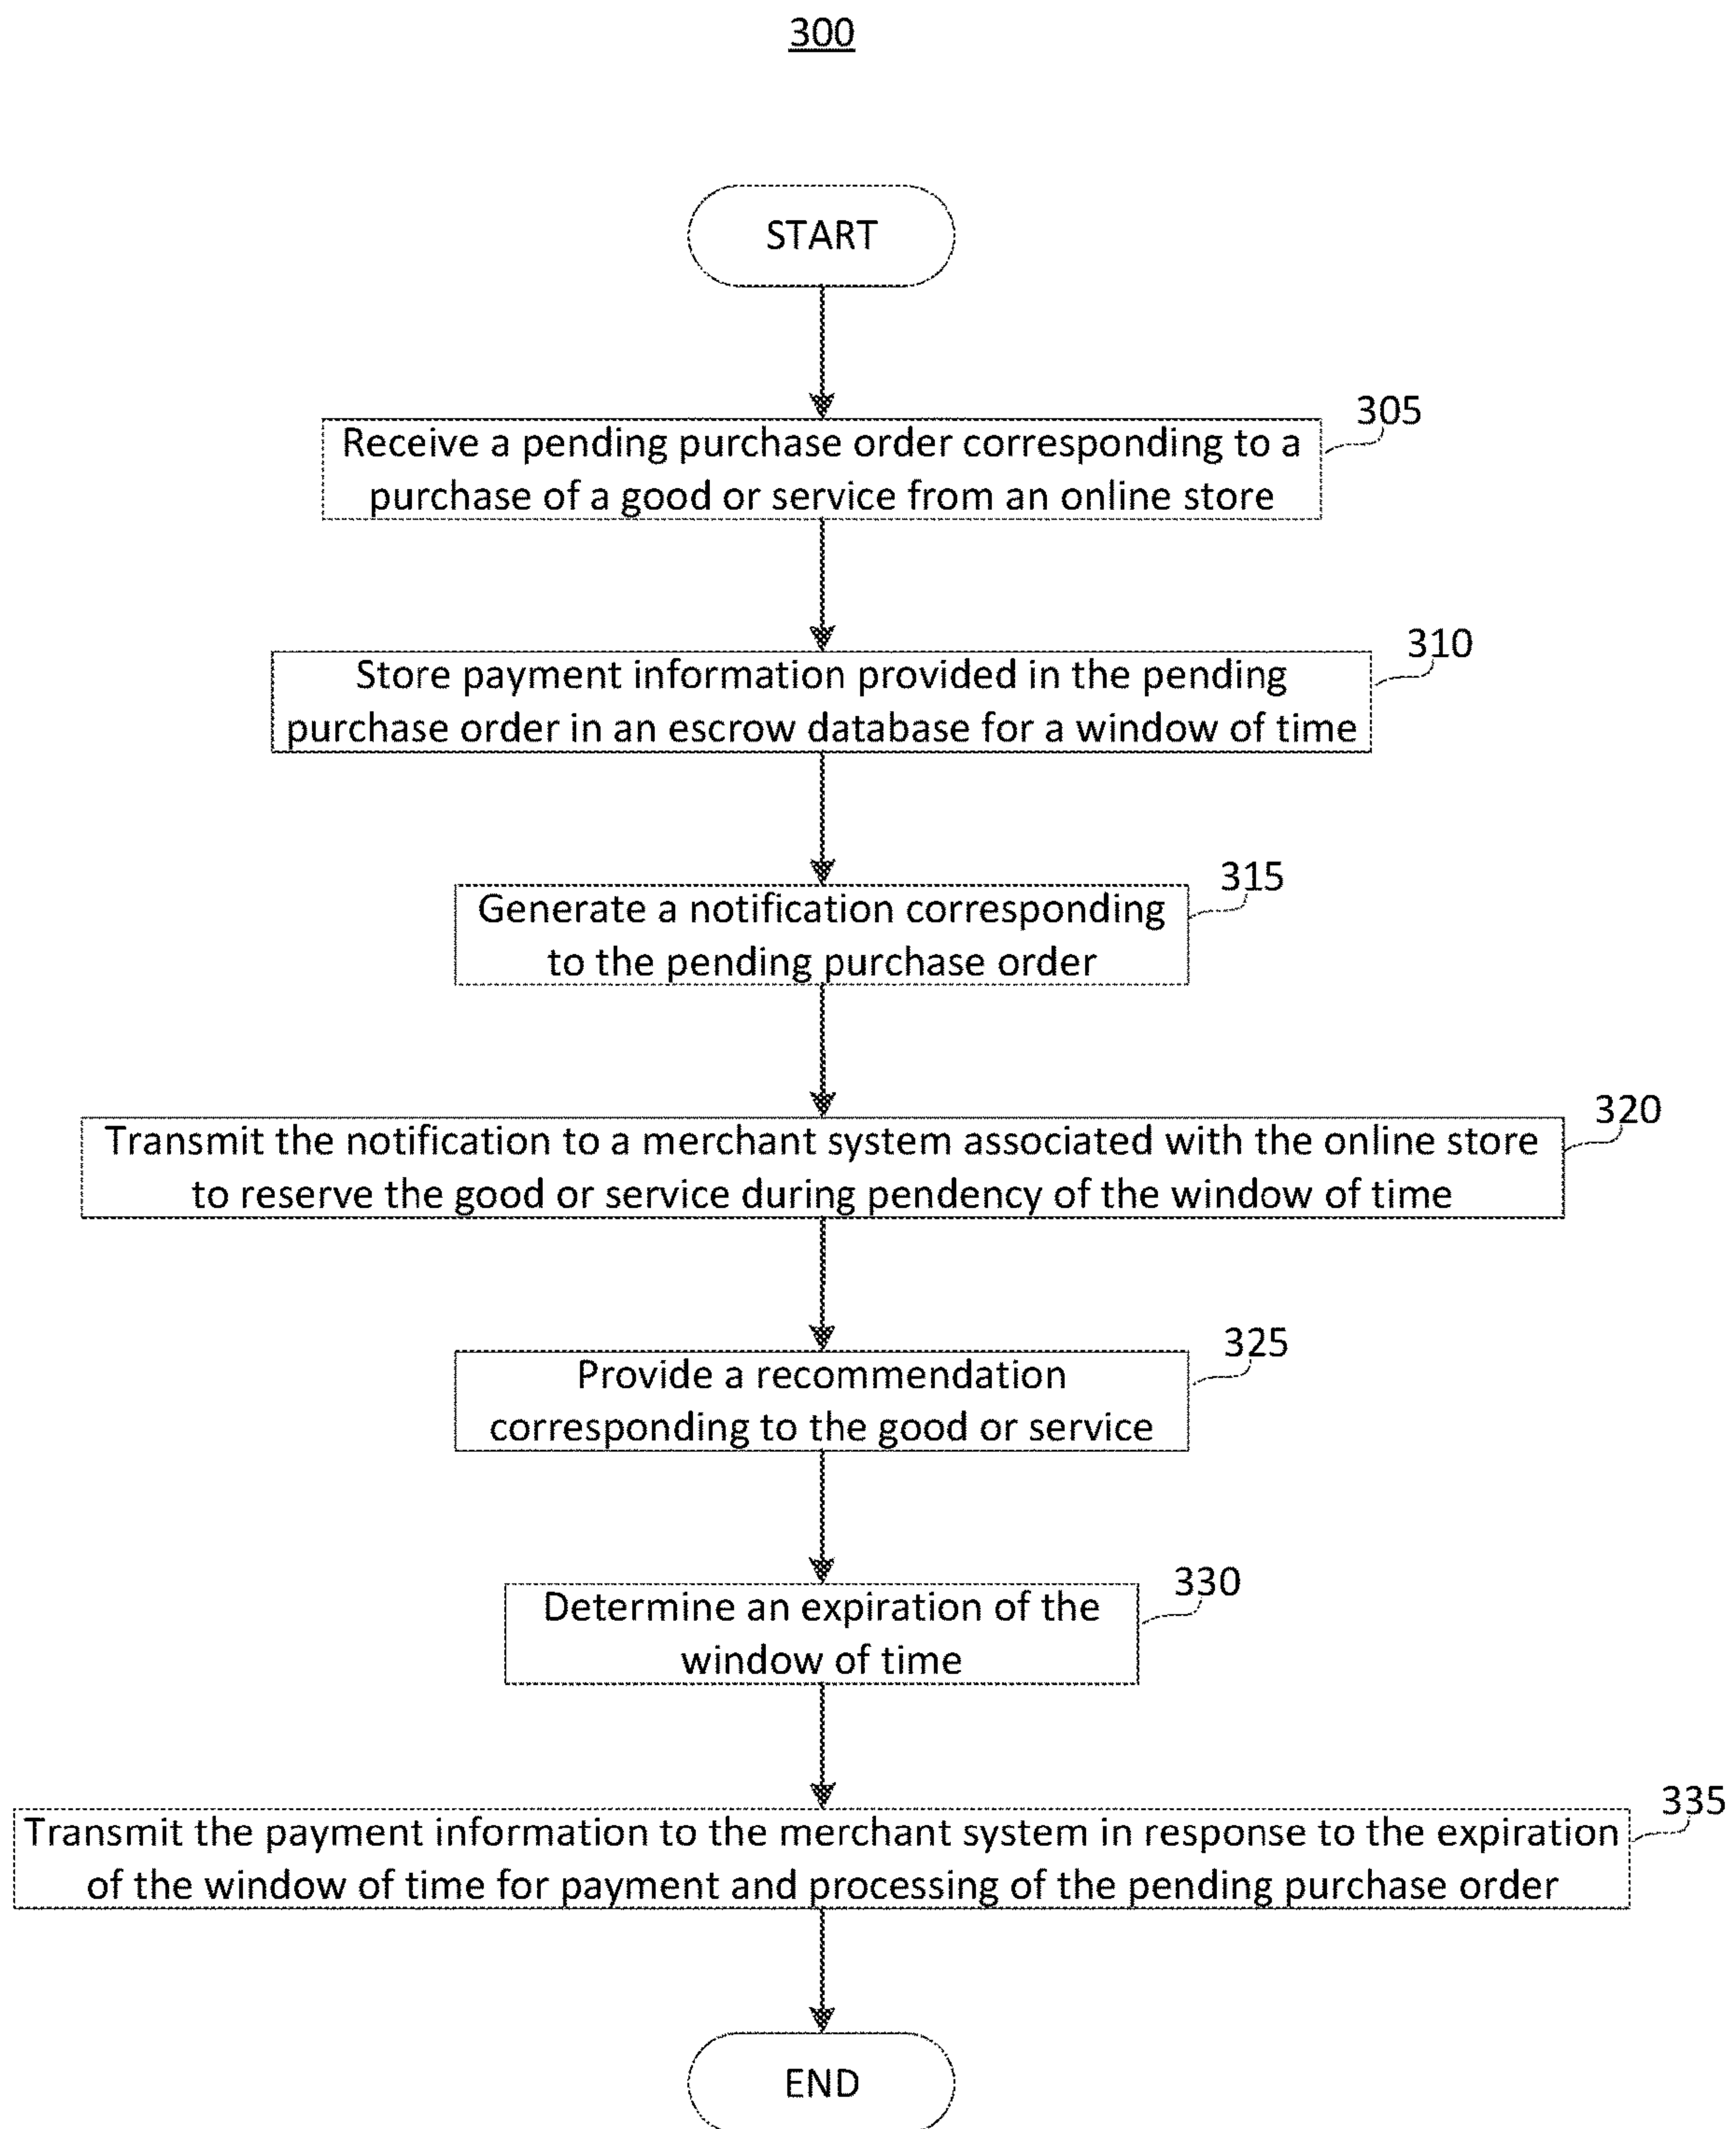 300
START
305
Receive a pending purchase order corresponding to a
purchase of a good or service from an online store
310
Store payment information provided in the pending
purchase order in an escrow database for a window of time
315
Generate a notification corresponding
to the pending purchase order
320
Transmit the notification to a merchant system associated with the online store
to reserve the good or service during pendency of the window of time
325
Provide a recommendation
corresponding to the good or service
330
Determine an expiration of the
window of time
335
Transmit the payment information to the merchant system in response to the expiration
of the window of time for payment and processing of the pending purchase order
END